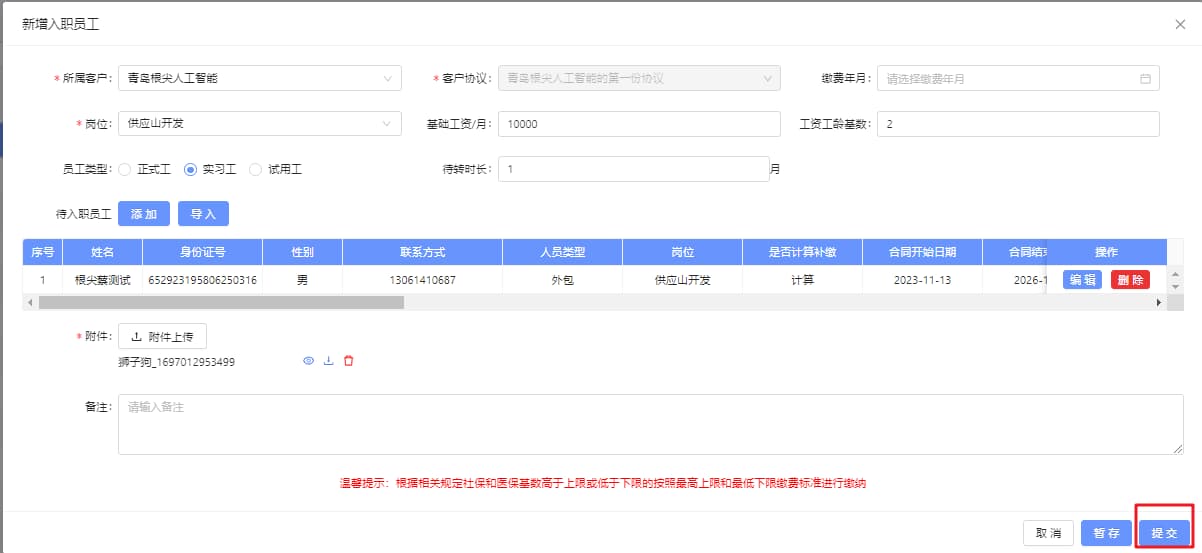 新增入职员工
*所属客户: 青岛根尖人工智能 *客户协议: 青岛根尖人工智能的第一份协议 缴费年月: 请选择缴费年月
*岗位: 供应山开发 基础工资/月: 10000 工资工龄基数: 2
员工类型: 正式工 实习工 试用工 待转时长: 1 月
待入职员工 添加 导入
序号 姓名 身份证号 性别 联系方式 人员类型 岗位 是否计算补缴 合同开始日期 合同结 操作
1 根尖蔡测试 652923195806250316 男 13061410687 外包 供应山开发 计算 2023-11-13 2026-1 编辑 删除
*附件: 附件上传
狮子狗_1697012953499
备注: 请输入备注
温馨提示: 根据相关规定社保和医保基数高于上限或低于下限的按照最高上限和最低下限缴费标准进行缴纳
取消 暂存 提交